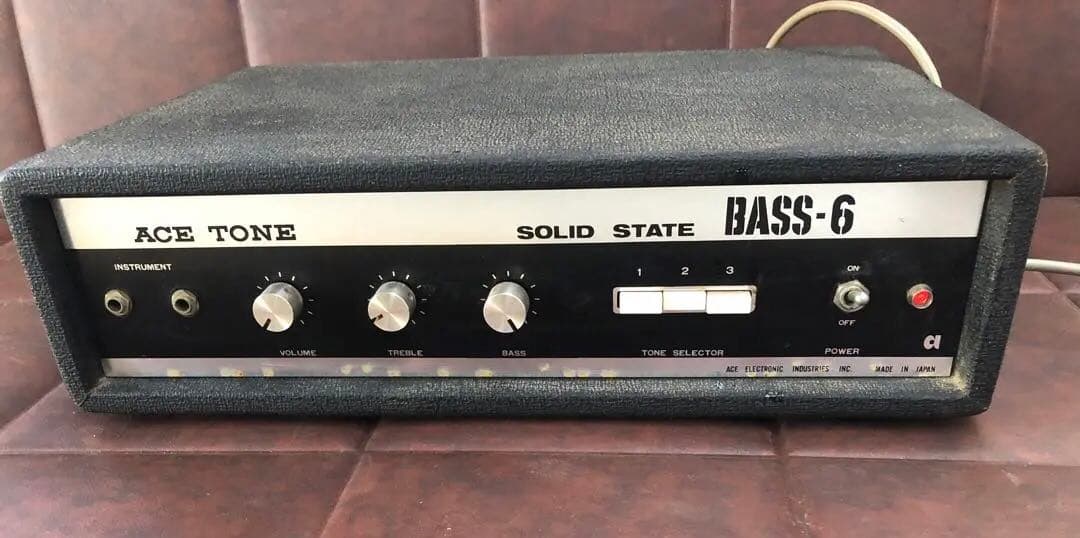 ACE TONE
SOLID STATE BASS-6
INSTRUMENT
1 2 3
ON
OFF
VOLUME
TREBLE
BASS
TONE SELECTOR
POWER
a
ACE ELECTRONIC INDUSTRIES INC. MADE IN JAPAN